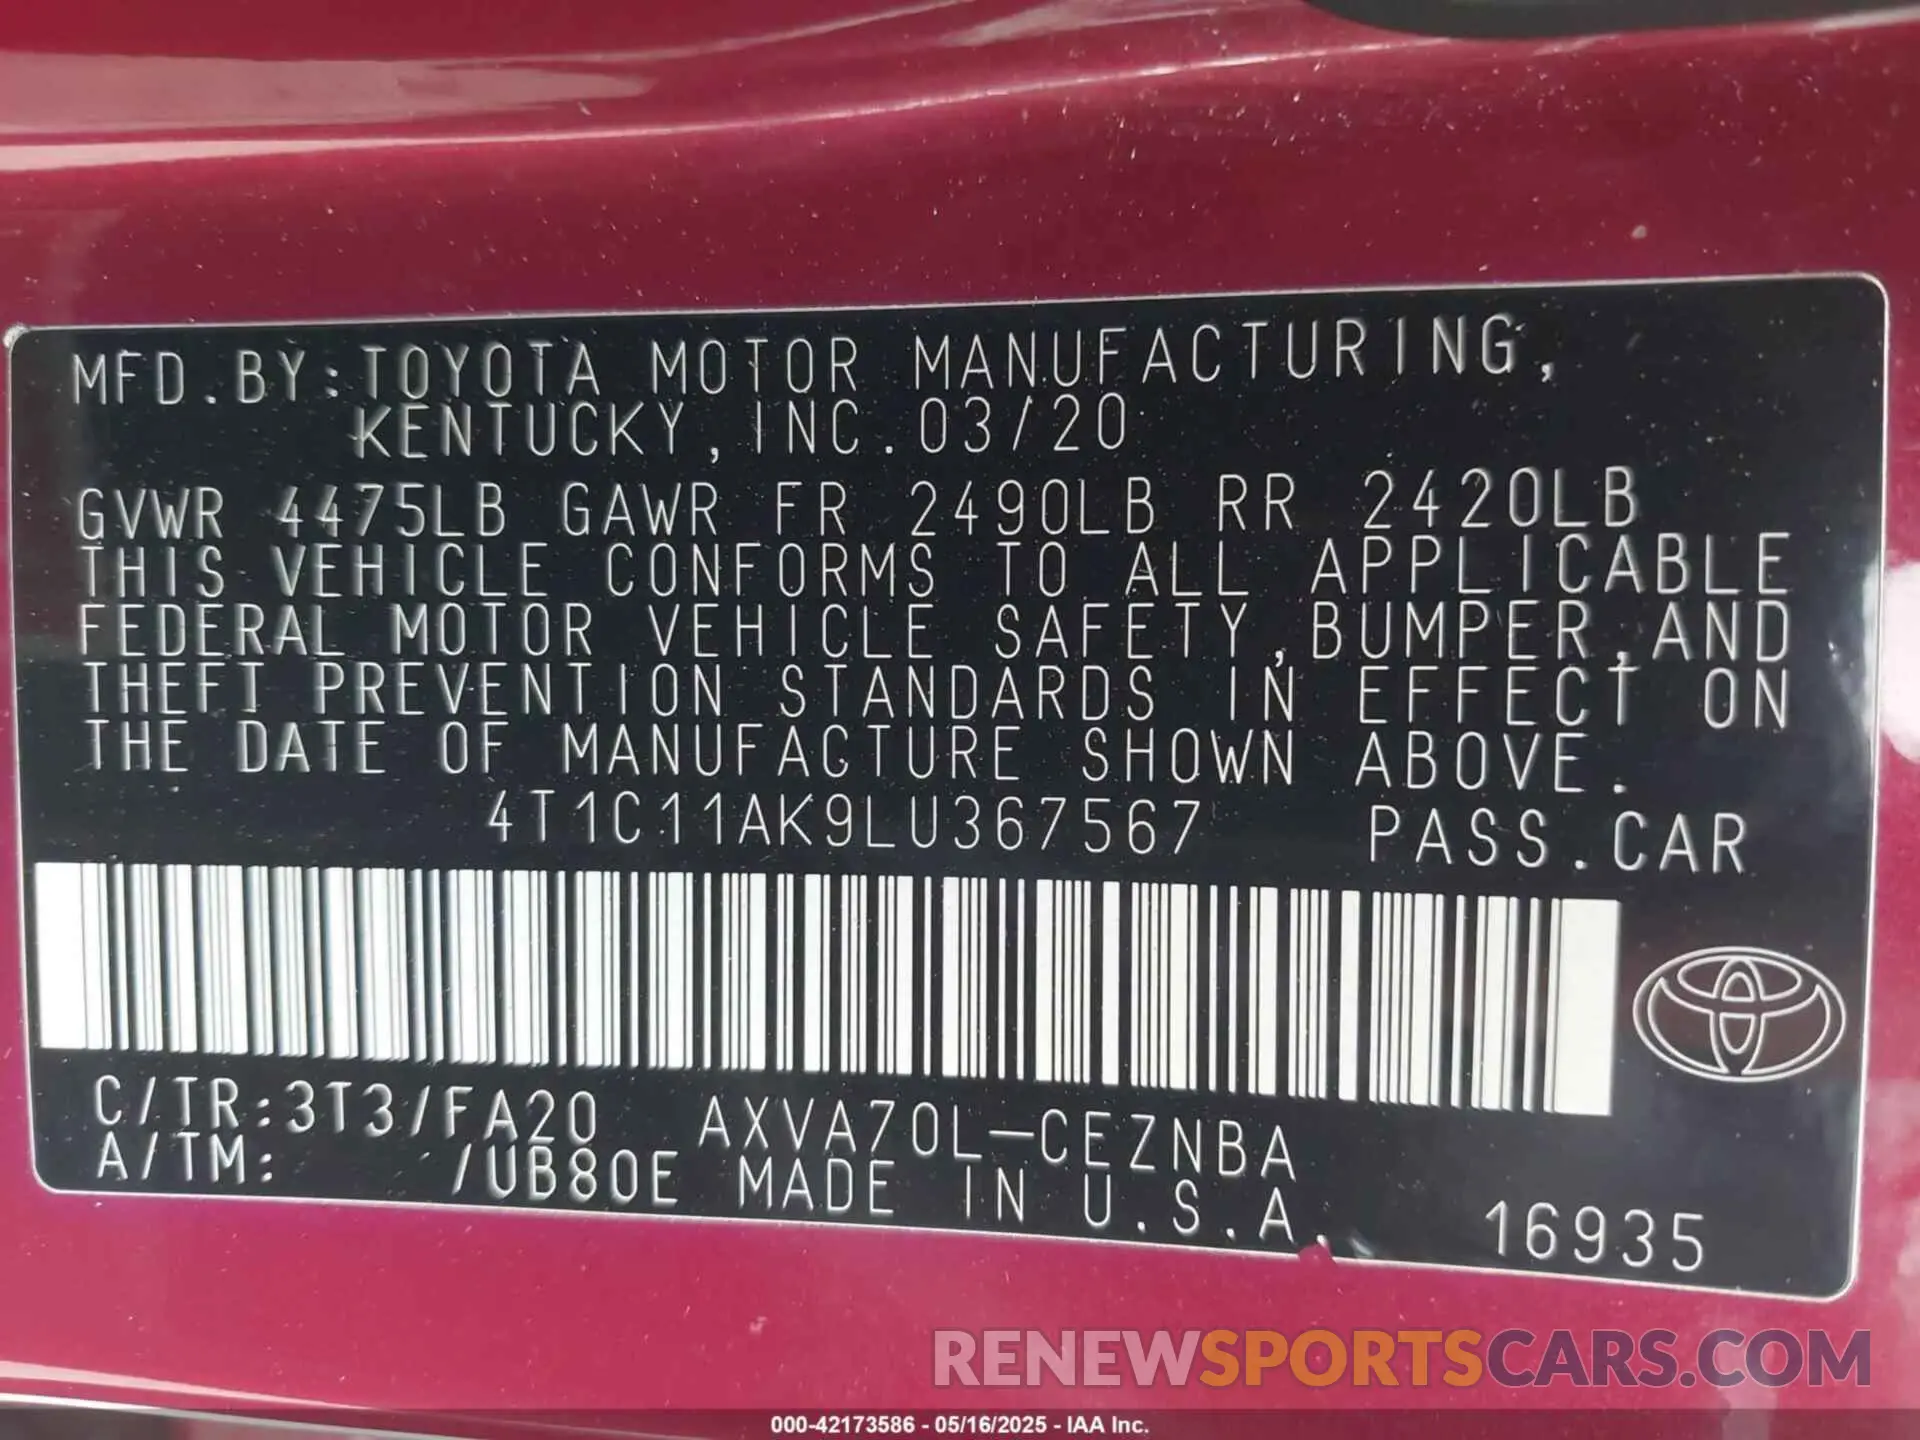 MFD.BY:TOYOTA MOTOR MANUFACTURING,
KENTUCKY,INC.03/20
GVWR 4475LB GAWR FR 2490LB RR 2420LB
THIS VEHICLE CONFORMS TO ALL APPLICABLE
FEDERAL MOTOR VEHICLE SAFETY,BUMPER,AND
THEFT PREVENTION STANDARDS IN EFFECT ON
THE DATE OF MANUFACTURE SHOWN ABOVE.
4T1C11AK9LU367567 PASS.CAR
C/TR:3T3/FA20 AXVA70L-CEZNBA
A/TM: /UB80E MADE IN U.S.A.
16935
RENEWSPORTSCARS.COM
000-42173586 - 05/16/2025 - IAA Inc.